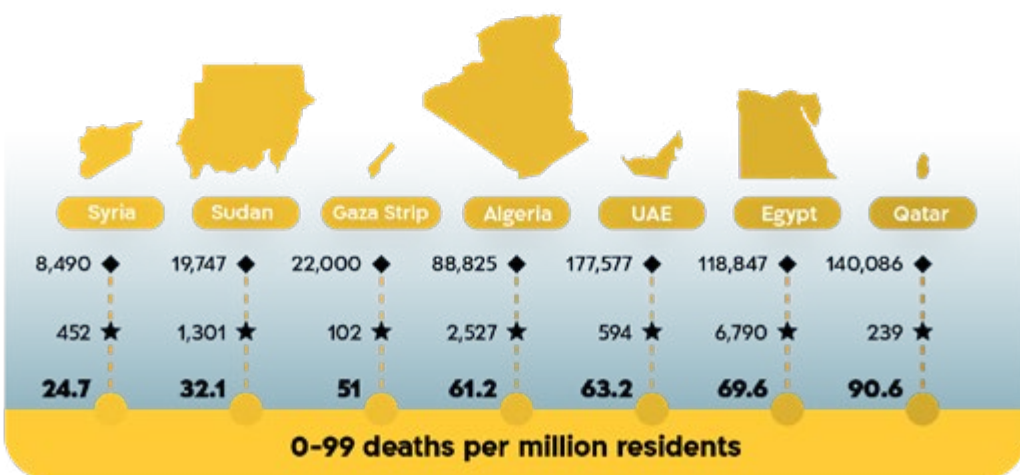 Syria Sudan Gaza Strip Algeria UAE Egypt Qatar
8,490 19,747 22,000 88,825 177,577 118,847 140,086
452 1,301 102 2,527 594 6,790 239
24.7 32.1 51 61.2 63.2 69.6 90.6
0-99 deaths per million residents